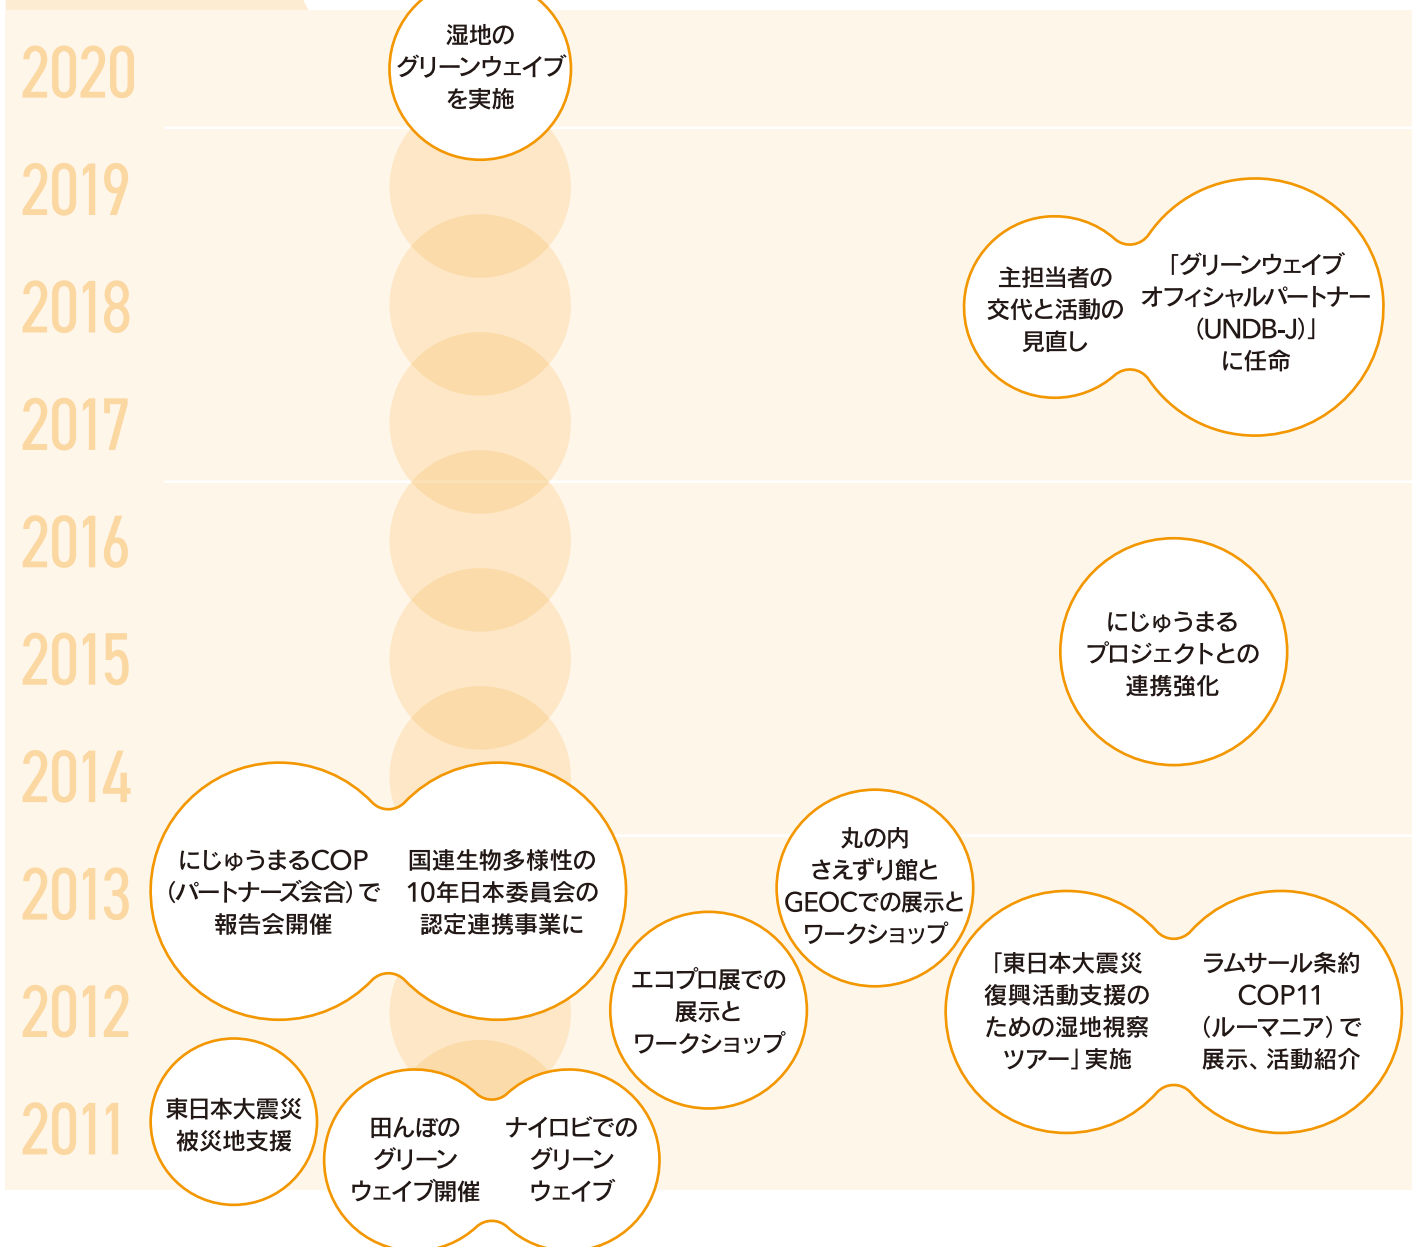 2020
湿地の
グリーンウェイブ
を実施
2019
2018
主担当者の
交代と活動の
見直し
「グリーンウェイブ
オフィシャルパートナー
（UNDB-J）」
に任命
2017
2016
2015
にじゅうまる
プロジェクトとの
連携強化
2014
2013
にじゅうまるCOP
（パートナーズ会合）で
報告会開催
国連生物多様性の
10年日本委員会の
認定連携事業に
丸の内
さえずり館と
GEOCでの展示と
ワークショップ
2012
エコプロ展での
展示と
ワークショップ
「東日本大震災
復興活動支援の
ための湿地視察
ツアー」実施
ラムサール条約
COP11
（ルーマニア）で
展示、活動紹介
2011
東日本大震災
被災地支援
田んぼの
グリーン
ウェイブ開催
ナイロビでの
グリーン
ウェイブ